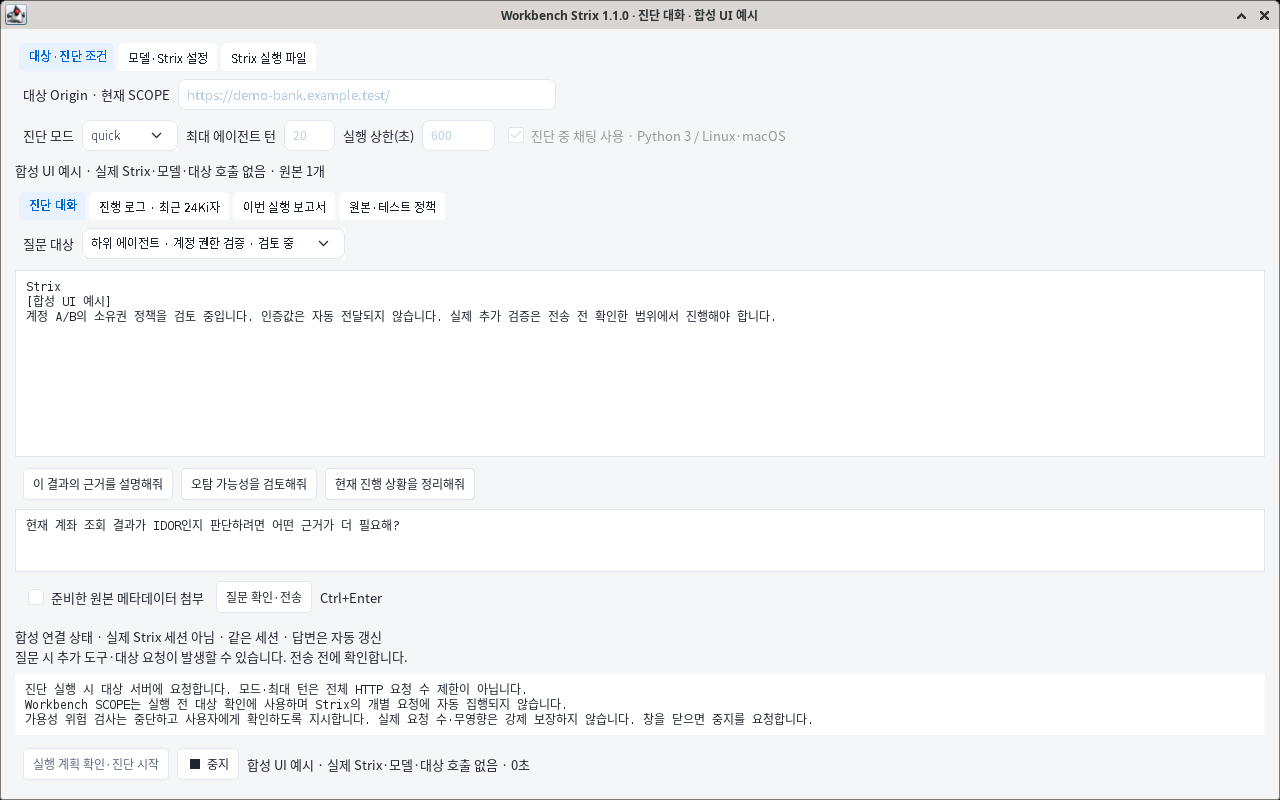 Workbench Strix 1.1.0 · 진단 대화 · 합성 UI 예시
대상 · 진단 조건 모델·Strix 설정 Strix 실행 파일
대상 Origin · 현재 SCOPE https://demo-bank.example.test/
진단 모드 quick 최대 에이전트 턴 20 실행 상한(초) 600 진단 중 채팅 사용 · Python 3 / Linux·macOS
합성 UI 예시 · 실제 Strix·모델·대상 호출 없음 · 원본 1개
진단 대화 진행 로그 · 최근 24Ki자 이번 실행 보고서 원본·테스트 정책
질문 대상 하위 에이전트 · 계정 권한 검증 · 검토 중
Strix
[합성 UI 예시]
계정 A/B의 소유권 정책을 검토 중입니다. 인증값은 자동 전달되지 않습니다. 실제 추가 검증은 전송 전 확인한 범위에서 진행해야 합니다.
이 결과의 근거를 설명해줘 오탐 가능성을 검토해줘 현재 진행 상황을 정리해줘
현재 계좌 조회 결과가 IDOR인지 판단하려면 어떤 근거가 더 필요해?
준비한 원본 메타데이터 첨부 질문 확인·전송 Ctrl+Enter
합성 연결 상태 · 실제 Strix 세션 아님 · 같은 세션 · 답변은 자동 갱신
질문 시 추가 도구·대상 요청이 발생할 수 있습니다. 전송 전에 확인합니다.
진단 실행 시 대상 서버에 요청합니다. 모드·최대 턴은 전체 HTTP 요청 수 제한이 아닙니다.
Workbench SCOPE는 실행 전 대상 확인에 사용하며 Strix의 개별 요청에 자동 집행되지 않습니다.
가용성 위험 검사는 중단하고 사용자에게 확인하도록 지시합니다. 실제 요청 수·무영향은 강제 보장하지 않습니다. 창을 닫으면 중지를 요청합니다.
실행 계획 확인·진단 시작 중지 합성 UI 예시 · 실제 Strix·모델·대상 호출 없음 · 0초